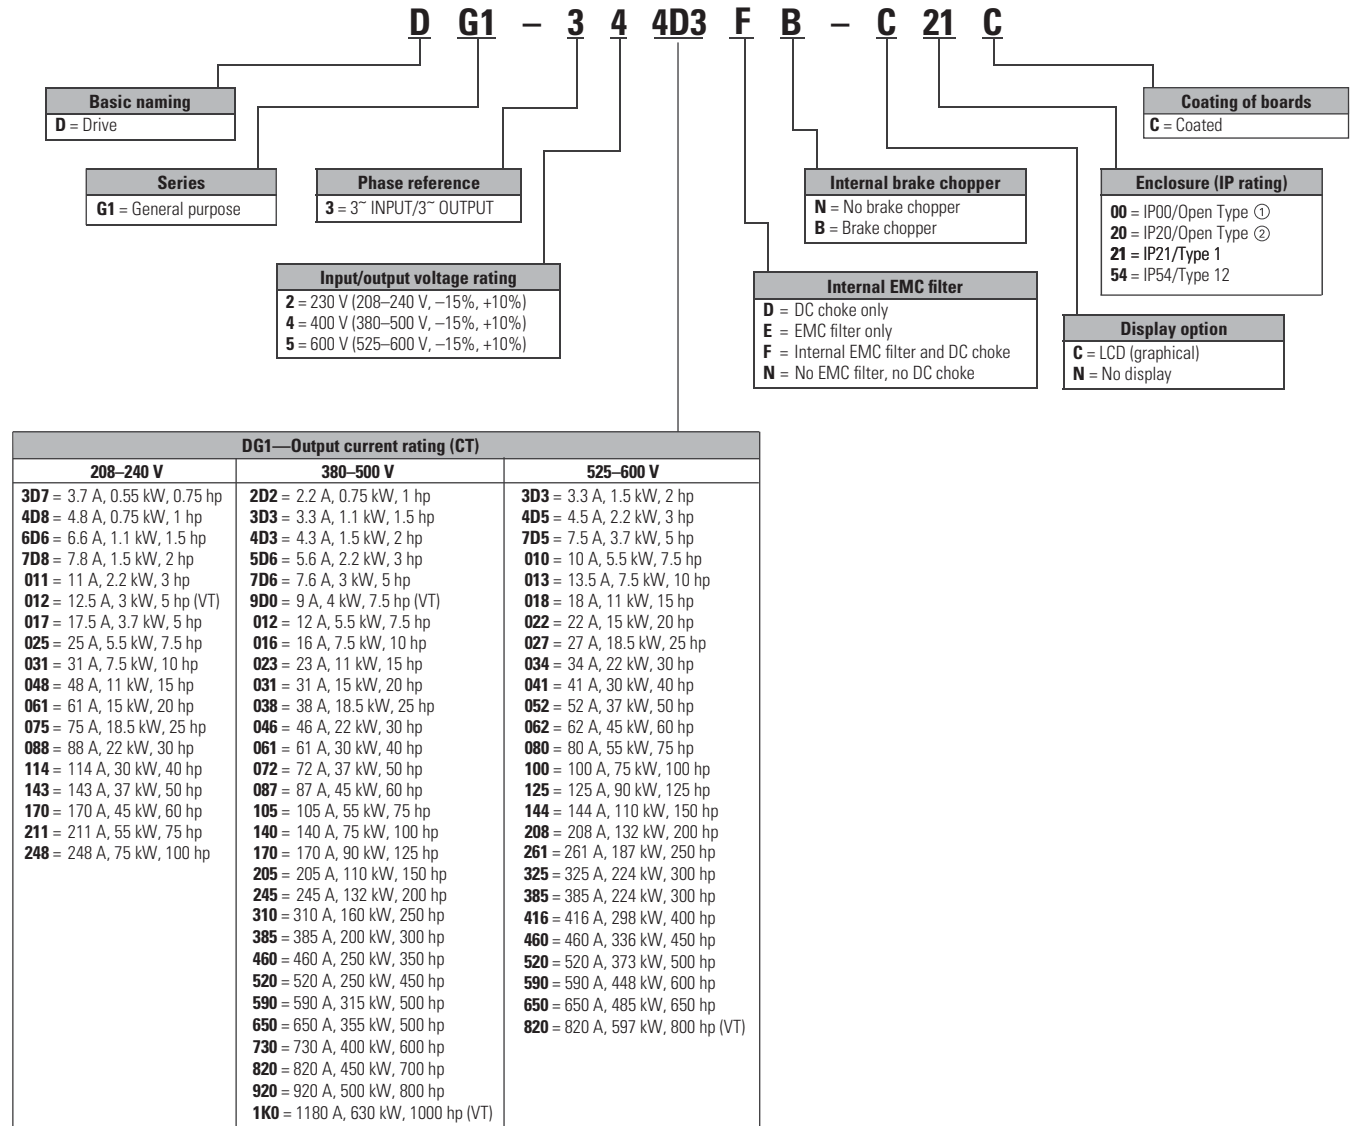 D G1 – 3 4 4D3 F B – C 21 C
Basic naming
D = Drive
Series
G1 = General purpose
Phase reference
3 = 3~ INPUT/3~ OUTPUT
Input/output voltage rating
2 = 230 V (208–240 V, –15%, +10%)
4 = 400 V (380–500 V, –15%, +10%)
5 = 600 V (525–600 V, –15%, +10%)
Internal brake chopper
N = No brake chopper
B = Brake chopper
Internal EMC filter
D = DC choke only
E = EMC filter only
F = Internal EMC filter and DC choke
N = No EMC filter, no DC choke
Coating of boards
C = Coated
Enclosure (IP rating)
00 = IP00/Open Type ①
20 = IP20/Open Type ②
21 = IP21/Type 1
54 = IP54/Type 12
Display option
C = LCD (graphical)
N = No display
DG1—Output current rating (CT)
208–240 V
3D7 = 3.7 A, 0.55 kW, 0.75 hp
4D8 = 4.8 A, 0.75 kW, 1 hp
6D6 = 6.6 A, 1.1 kW, 1.5 hp
7D8 = 7.8 A, 1.5 kW, 2 hp
011 = 11 A, 2.2 kW, 3 hp
012 = 12.5 A, 3 kW, 5 hp (VT)
017 = 17.5 A, 3.7 kW, 5 hp
025 = 25 A, 5.5 kW, 7.5 hp
031 = 31 A, 7.5 kW, 10 hp
048 = 48 A, 11 kW, 15 hp
061 = 61 A, 15 kW, 20 hp
075 = 75 A, 18.5 kW, 25 hp
088 = 88 A, 22 kW, 30 hp
114 = 114 A, 30 kW, 40 hp
143 = 143 A, 37 kW, 50 hp
170 = 170 A, 45 kW, 60 hp
211 = 211 A, 55 kW, 75 hp
248 = 248 A, 75 kW, 100 hp
380–500 V
2D2 = 2.2 A, 0.75 kW, 1 hp
3D3 = 3.3 A, 1.1 kW, 1.5 hp
4D3 = 4.3 A, 1.5 kW, 2 hp
5D6 = 5.6 A, 2.2 kW, 3 hp
7D6 = 7.6 A, 3 kW, 5 hp
9D0 = 9 A, 4 kW, 7.5 hp (VT)
012 = 12 A, 5.5 kW, 7.5 hp
016 = 16 A, 7.5 kW, 10 hp
023 = 23 A, 11 kW, 15 hp
031 = 31 A, 15 kW, 20 hp
038 = 38 A, 18.5 kW, 25 hp
046 = 46 A, 22 kW, 30 hp
061 = 61 A, 30 kW, 40 hp
072 = 72 A, 37 kW, 50 hp
087 = 87 A, 45 kW, 60 hp
105 = 105 A, 55 kW, 75 hp
140 = 140 A, 75 kW, 100 hp
170 = 170 A, 90 kW, 125 hp
205 = 205 A, 110 kW, 150 hp
245 = 245 A, 132 kW, 200 hp
310 = 310 A, 160 kW, 250 hp
385 = 385 A, 200 kW, 300 hp
460 = 460 A, 250 kW, 350 hp
520 = 520 A, 250 kW, 450 hp
590 = 590 A, 315 kW, 500 hp
650 = 650 A, 355 kW, 500 hp
730 = 730 A, 400 kW, 600 hp
820 = 820 A, 450 kW, 700 hp
920 = 920 A, 500 kW, 800 hp
1K0 = 1180 A, 630 kW, 1000 hp (VT)
525–600 V
3D3 = 3.3 A, 1.5 kW, 2 hp
4D5 = 4.5 A, 2.2 kW, 3 hp
7D5 = 7.5 A, 3.7 kW, 5 hp
010 = 10 A, 5.5 kW, 7.5 hp
013 = 13.5 A, 7.5 kW, 10 hp
018 = 18 A, 11 kW, 15 hp
022 = 22 A, 15 kW, 20 hp
027 = 27 A, 18.5 kW, 25 hp
034 = 34 A, 22 kW, 30 hp
041 = 41 A, 30 kW, 40 hp
052 = 52 A, 37 kW, 50 hp
062 = 62 A, 45 kW, 60 hp
080 = 80 A, 55 kW, 75 hp
100 = 100 A, 75 kW, 100 hp
125 = 125 A, 90 kW, 125 hp
144 = 144 A, 110 kW, 150 hp
208 = 208 A, 132 kW, 200 hp
261 = 261 A, 187 kW, 250 hp
325 = 325 A, 224 kW, 300 hp
385 = 385 A, 224 kW, 300 hp
416 = 416 A, 298 kW, 400 hp
460 = 460 A, 336 kW, 450 hp
520 = 520 A, 373 kW, 500 hp
590 = 590 A, 448 kW, 600 hp
650 = 650 A, 485 kW, 650 hp
820 = 820 A, 597 kW, 800 hp (VT)